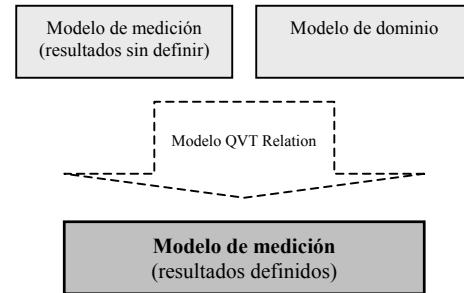 Modelo de medición
(resultados sin definir)
Modelo de dominio
Modelo QVT Relation
Modelo de medición
(resultados definidos)